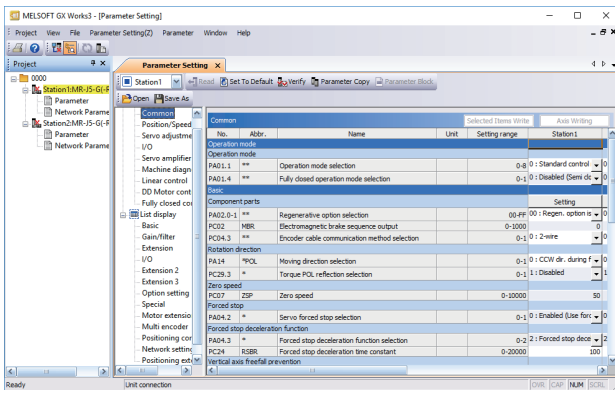 MELSOFT GX Works3 - [Parameter Setting]
Project View File Parameter Setting(Z) Parameter Window Help
Project
Parameter Setting
0000
Station1:MR-J5-G(-R
Parameter
Network Parame
Station2:MR-J5-G(-R
Parameter
Network Parame
Station1 Read Set To Default Verify Parameter Copy Parameter Block
Open Save As
Common
Position/Speed
Servo adjustme
I/O
Servo amplifier
Machine diagn
Linear control
DD Motor cont
Fully closed co
List display
Basic
Gain/filter
Extension
I/O
Extension 2
Extension 3
Option setting
Special
Motor extensio
Multi encoder
Positioning cor
Network setting
Positioning exte
Common Selected Items Write Axis Writing
No. Abbr. Name Unit Setting range Station1
Operation mode
Operation mode
PA01.1 ** Operation mode selection 0-8 0 : Standard control 0
PA01.4 ** Fully closed operation mode selection 0-1 0 : Disabled (Semi clo 0
Basic
Component parts Setting
PA02.0-1 ** Regenerative option selection 00-FF 00 : Regen. option is 0
PC02 MBR Electromagnetic brake sequence output 0-1000 0
PC04.3 ** Encoder cable communication method selection 0-1 0 : 2-wire 0
Rotation direction
PA14 *POL Moving direction selection 0-1 0 : CCW dir. during f 0
PC29.3 * Torque POL reflection selection 0-1 1 : Disabled 1
Zero speed
PC07 ZSP Zero speed 0-10000 50
Forced stop
PA04.2 * Servo forced stop selection 0-1 0 : Enabled (Use forc 0
Forced stop deceleration function
PA04.3 * Forced stop deceleration function selection 0-2 2 : Forced stop dece 2
PC24 RSBR Forced stop deceleration time constant 0-20000 100
Vertical axis freefall prevention
Ready Unit connection OVR CAP NUM SCRL